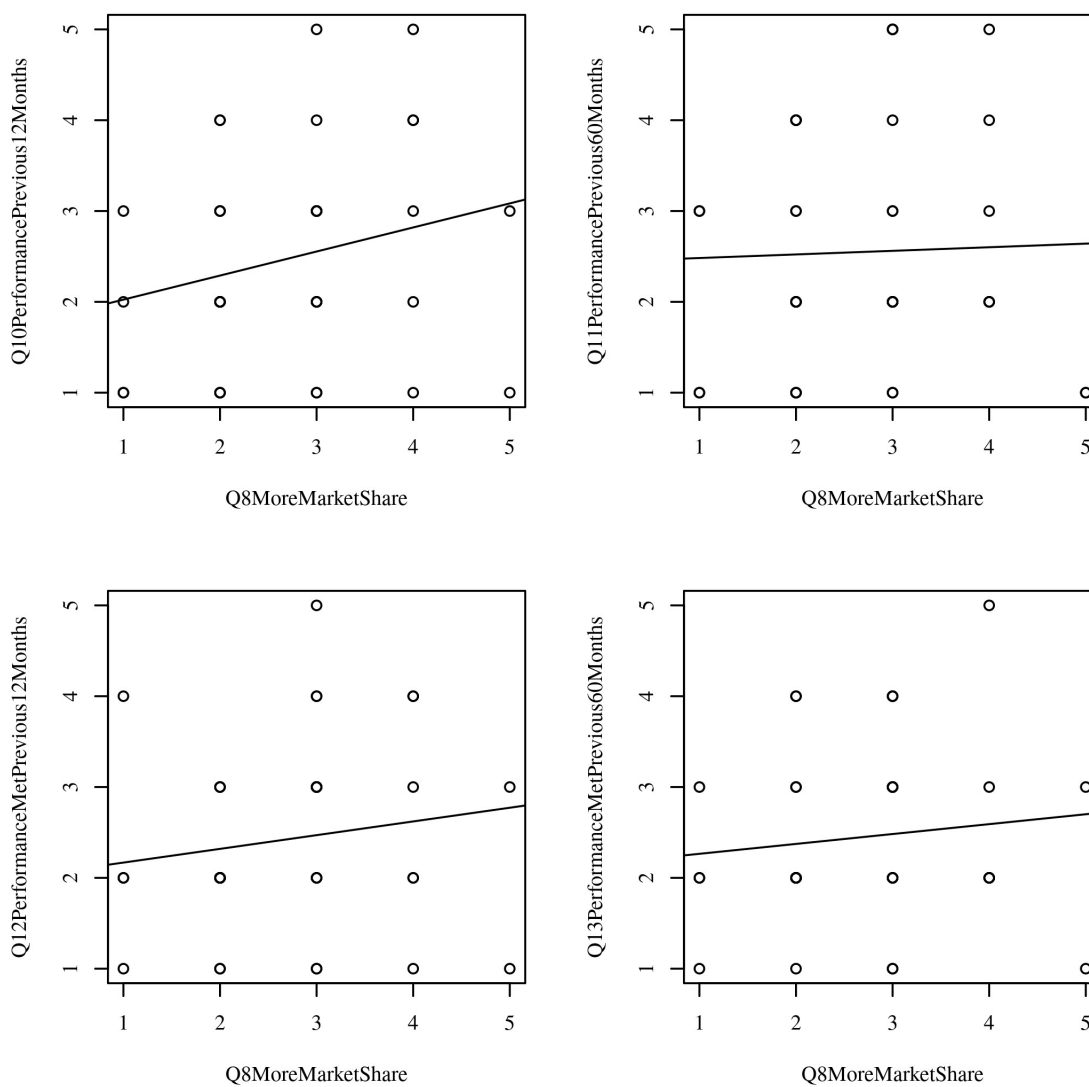 Q10PerformancePrevious12Months
5
4
3
2
1
1 2 3 4 5
Q8MoreMarketShare
Q11PerformancePrevious60Months
5
4
3
2
1
1 2 3 4 5
Q8MoreMarketShare
Q12PerformanceMetPrevious12Months
5
4
3
2
1
1 2 3 4 5
Q8MoreMarketShare
Q13PerformanceMetPrevious60Months
5
4
3
2
1
1 2 3 4 5
Q8MoreMarketShare